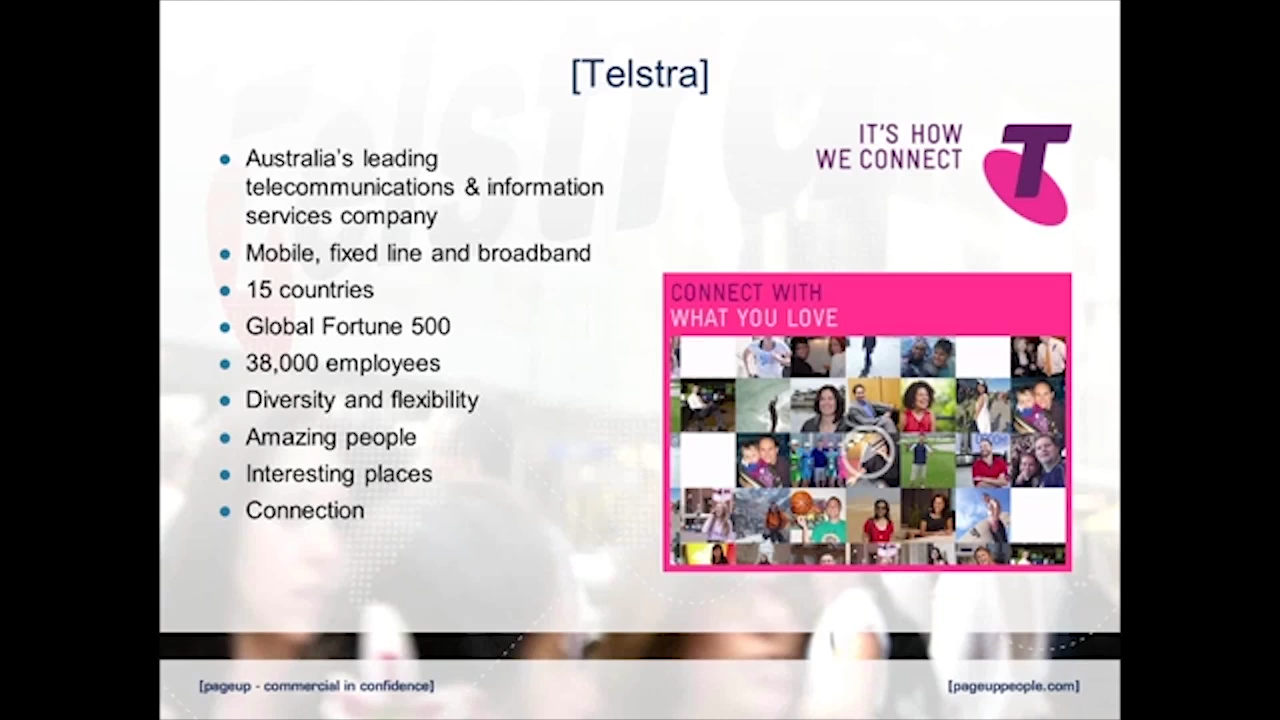 [Telstra]
Australia's leading
telecommunications & information
services company
Mobile, fixed line and broadband
15 countries
Global Fortune 500
38,000 employees
Diversity and flexibility
Amazing people
Interesting places
Connection
IT'S HOW
WE CONNECT
T
CONNECT WITH
WHAT YOU LOVE
[pageup - commercial in confidence]
[pageuppeople.com]